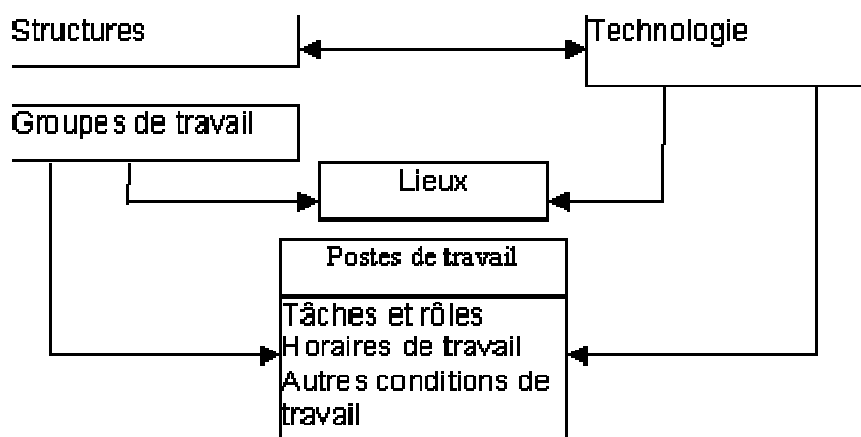 Structures
Technologie
Groupes de travail
Lieux
Postes de travail
Tâches et rôles
Horaires de travail
Autres conditions de
travail